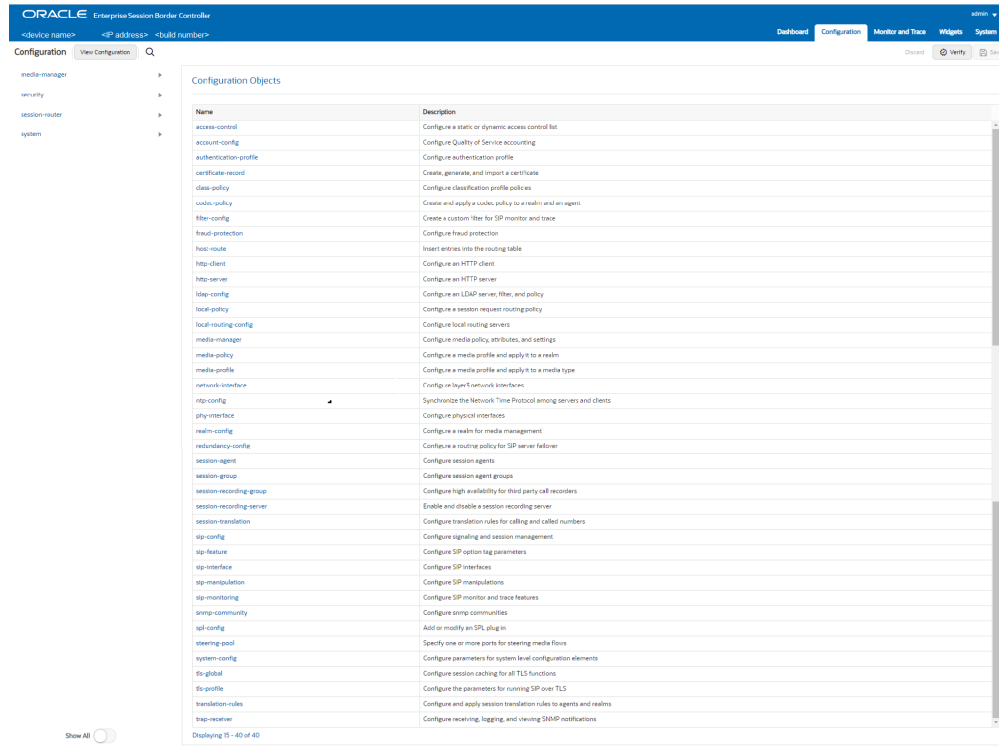 ORACLE Enterprise Session Border Controller
admin
<device name> <IP address> <build number>
Dashboard Configuration Monitor and Trace Widgets System
Configuration View Configuration
Discard Verify Sav
media-manager
security
session-router
system
Configuration Objects
Name Description
access-control Configure a static or dynamic access control list
account-config Configure Quality of Service accounting
authentication-profile Configure authentication profile
certificate-record Create, generate, and import a certificate
class-policy Configure classification profile policies
codec-policy Create and apply a codec policy to a realm and an agent
filter-config Create a custom filter for SIP monitor and trace
fraud-protection Configure fraud protection
host-route Insert entries into the routing table
http-client Configure an HTTP client
http-server Configure an HTTP server
ldap-config Configure an LDAP server, filter, and policy
local-policy Configure a session request routing policy
local-routing-config Configure local routing servers
media-manager Configure media policy, attributes, and settings
media-policy Configure a media profile and apply it to a realm
media-profile Configure a media profile and apply it to a media type
network-interface Configure layer3 network interfaces
ntp-config Synchronize the Network Time Protocol among servers and clients
phy-interface Configure physical interfaces
realm-config Configure a realm for media management
redundancy-config Configure a routing policy for SIP server failover
session-agent Configure session agents
session-group Configure session agent groups
session-recording-group Configure high availability for third party call recorders
session-recording-server Enable and disable a session recording server
session-translation Configure translation rules for calling and called numbers
sip-config Configure signaling and session management
sip-feature Configure SIP option tag parameters
sip-interface Configure SIP interfaces
sip-manipulation Configure SIP manipulations
sip-monitoring Configure SIP monitor and trace features
snmp-community Configure snmp communities
spl-config Add or modify an SPL plug in
steering-pool Specify one or more ports for steering media flows
system-config Configure parameters for system level configuration elements
tls-global Configure session caching for all TLS functions
tls-profile Configure the parameters for running SIP over TLS
translation-rules Configure and apply session translation rules to agents and realms
trap-receiver Configure receiving, logging, and viewing SNMP notifications
Show All Displaying 15 - 40 of 40